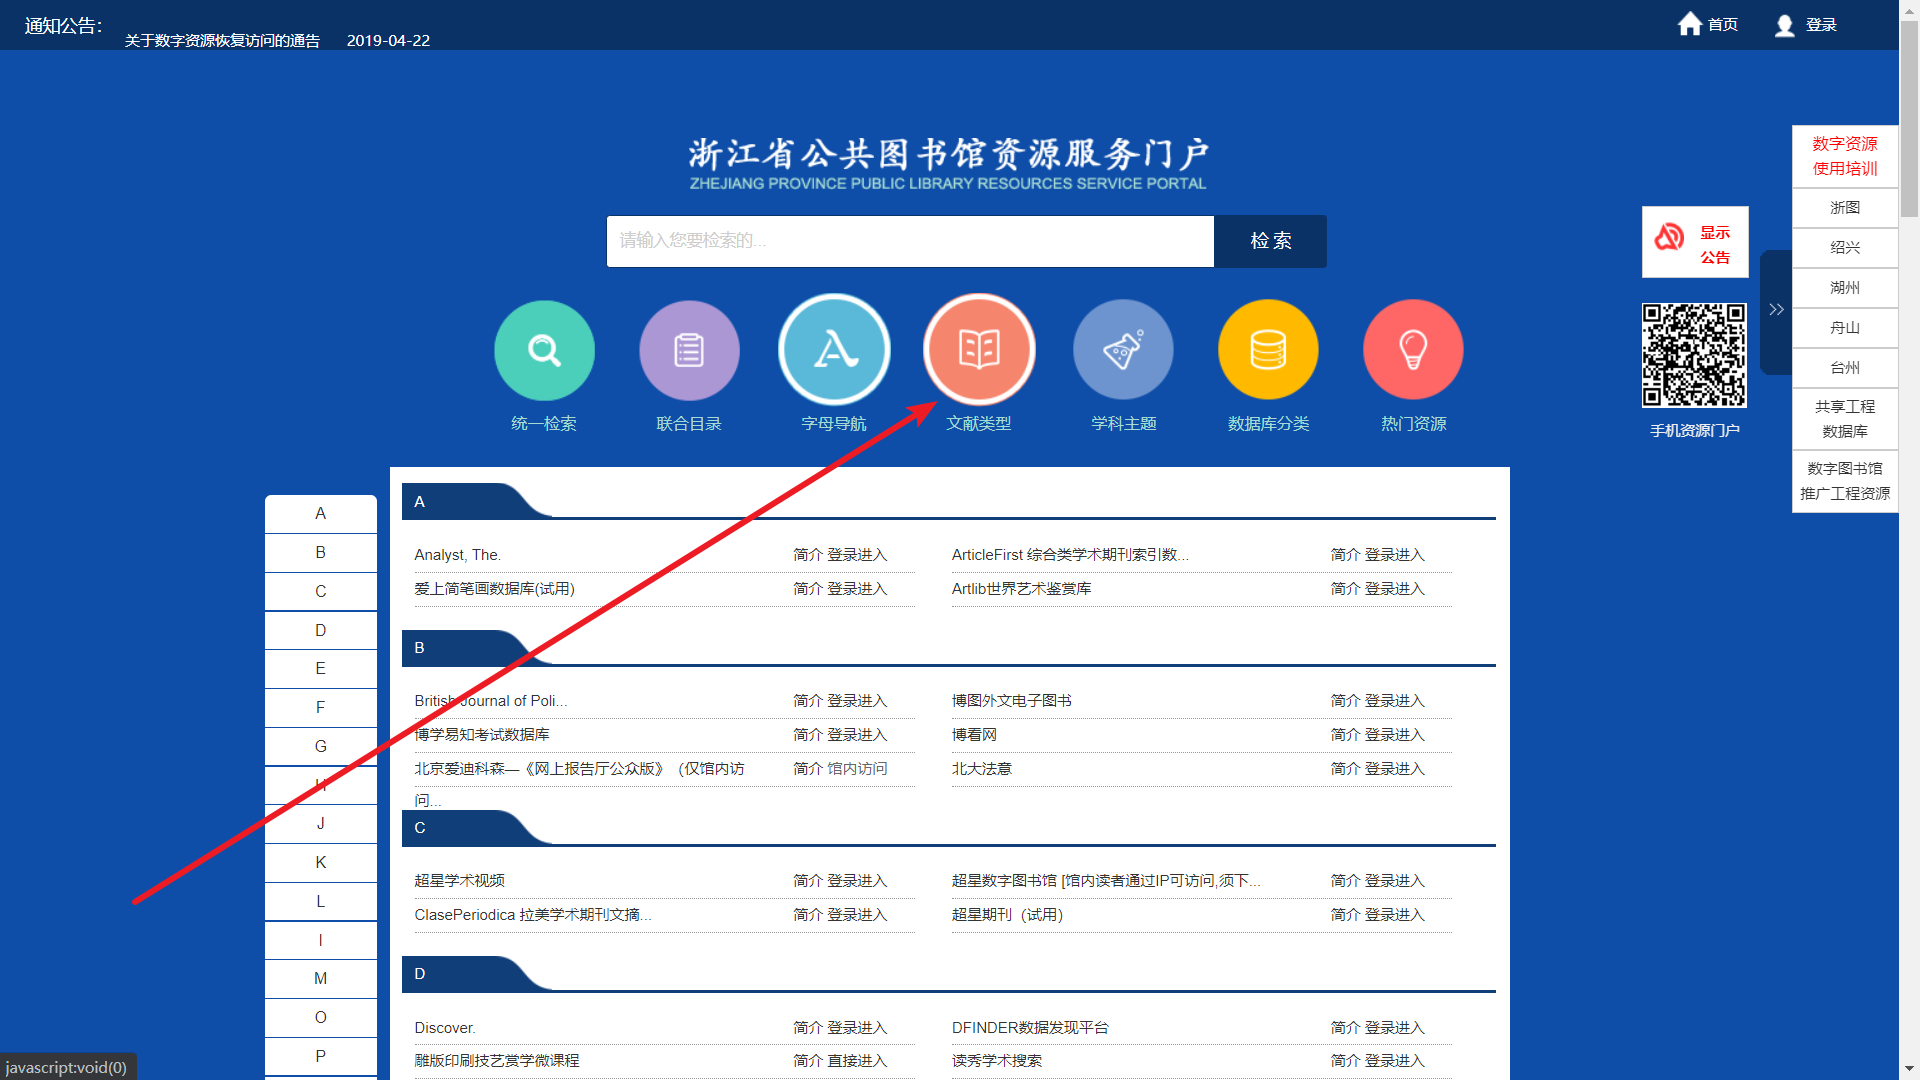 通知公告：
关于数字资源恢复访问的通告 2019-04-22
首页
登录
浙江省公共图书馆资源服务门户
ZHEJIANG PROVINCE PUBLIC LIBRARY RESOURCES SERVICE PORTAL
请输入您要检索的...
检索
统一检索
联合目录
字母导航
文献类型
学科主题
数据库分类
热门资源
显示
公告
手机资源门户
>>
数字资源
使用培训
浙图
绍兴
湖州
舟山
台州
共享工程
数据库
数字图书馆
推广工程资源
A
B
C
D
E
F
G
H
J
K
L
I
M
O
P
A
Analyst, The. 简介 登录进入
ArticleFirst 综合类学术期刊索引数... 简介 登录进入
爱上简笔画数据库(试用) 简介 登录进入
Artlib世界艺术鉴赏库 简介 登录进入
B
British Journal of Poli... 简介 登录进入
博图外文电子图书 简介 登录进入
博学易知考试数据库 简介 登录进入
博看网 简介 登录进入
北京爱迪科森—《网上报告厅公众版》（仅馆内访 简介 馆内访问
问...
北大法意 简介 登录进入
C
超星学术视频 简介 登录进入
超星数字图书馆 [馆内读者通过IP可访问,须下... 简介 登录进入
ClasePeriodica 拉美学术期刊文摘... 简介 登录进入
超星期刊（试用） 简介 登录进入
D
Discover. 简介 登录进入
DFINDER数据发现平台 简介 登录进入
雕版印刷技艺赏学微课程 简介 直接进入
读秀学术搜索 简介 登录进入
javascript:void(0)